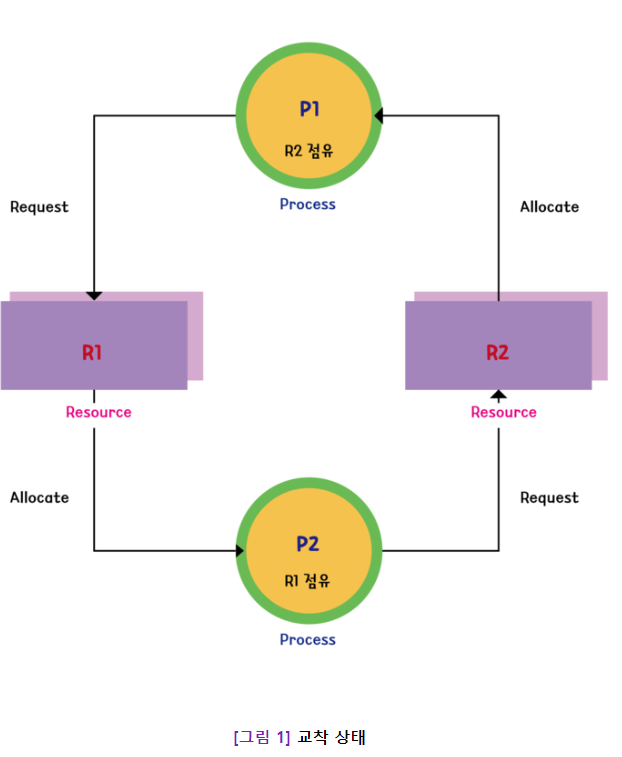 P1
R2 점유
Process
Request
Allocate
R1
R2
Resource
Resource
Allocate
Request
P2
R1 점유
Process
[그림 1] 교착 상태